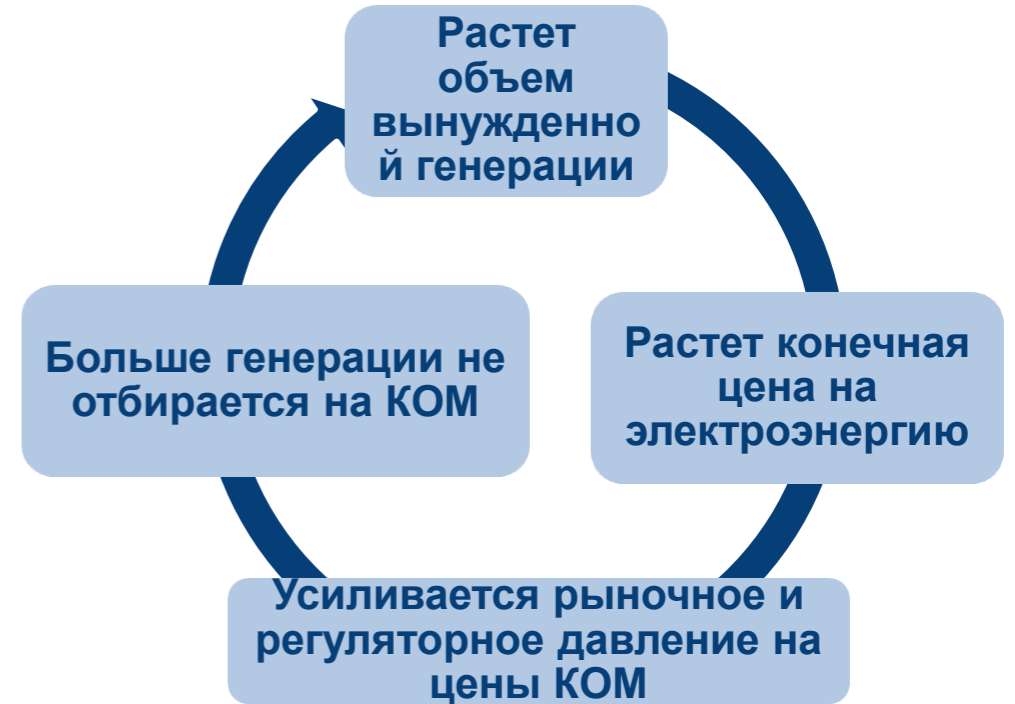 Растет
объем
вынужденно
й генерации
Растет конечная
цена на
электроэнергию
Усиливается рыночное и
регуляторное давление на
цены КОМ
Больше генерации не
отбирается на КОМ